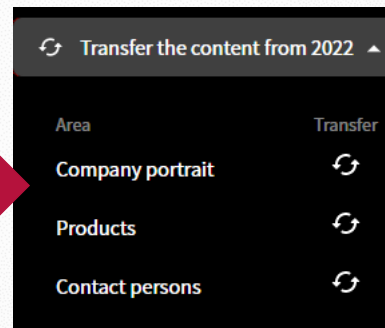 Transfer the content from 2022
Area Transfer
Company portrait
Products
Contact persons